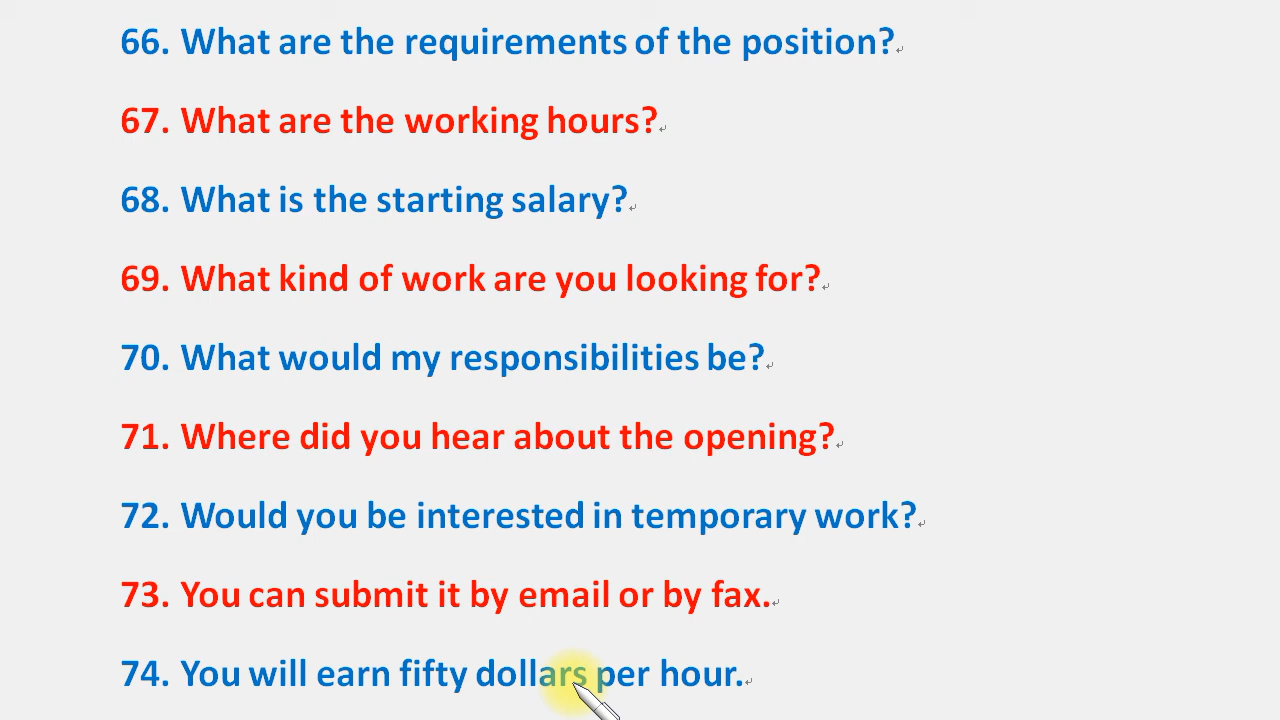 66. What are the requirements of the position?
67. What are the working hours?
68. What is the starting salary?
69. What kind of work are you looking for?
70. What would my responsibilities be?
71. Where did you hear about the opening?
72. Would you be interested in temporary work?
73. You can submit it by email or by fax.
74. You will earn fifty dollars per hour.